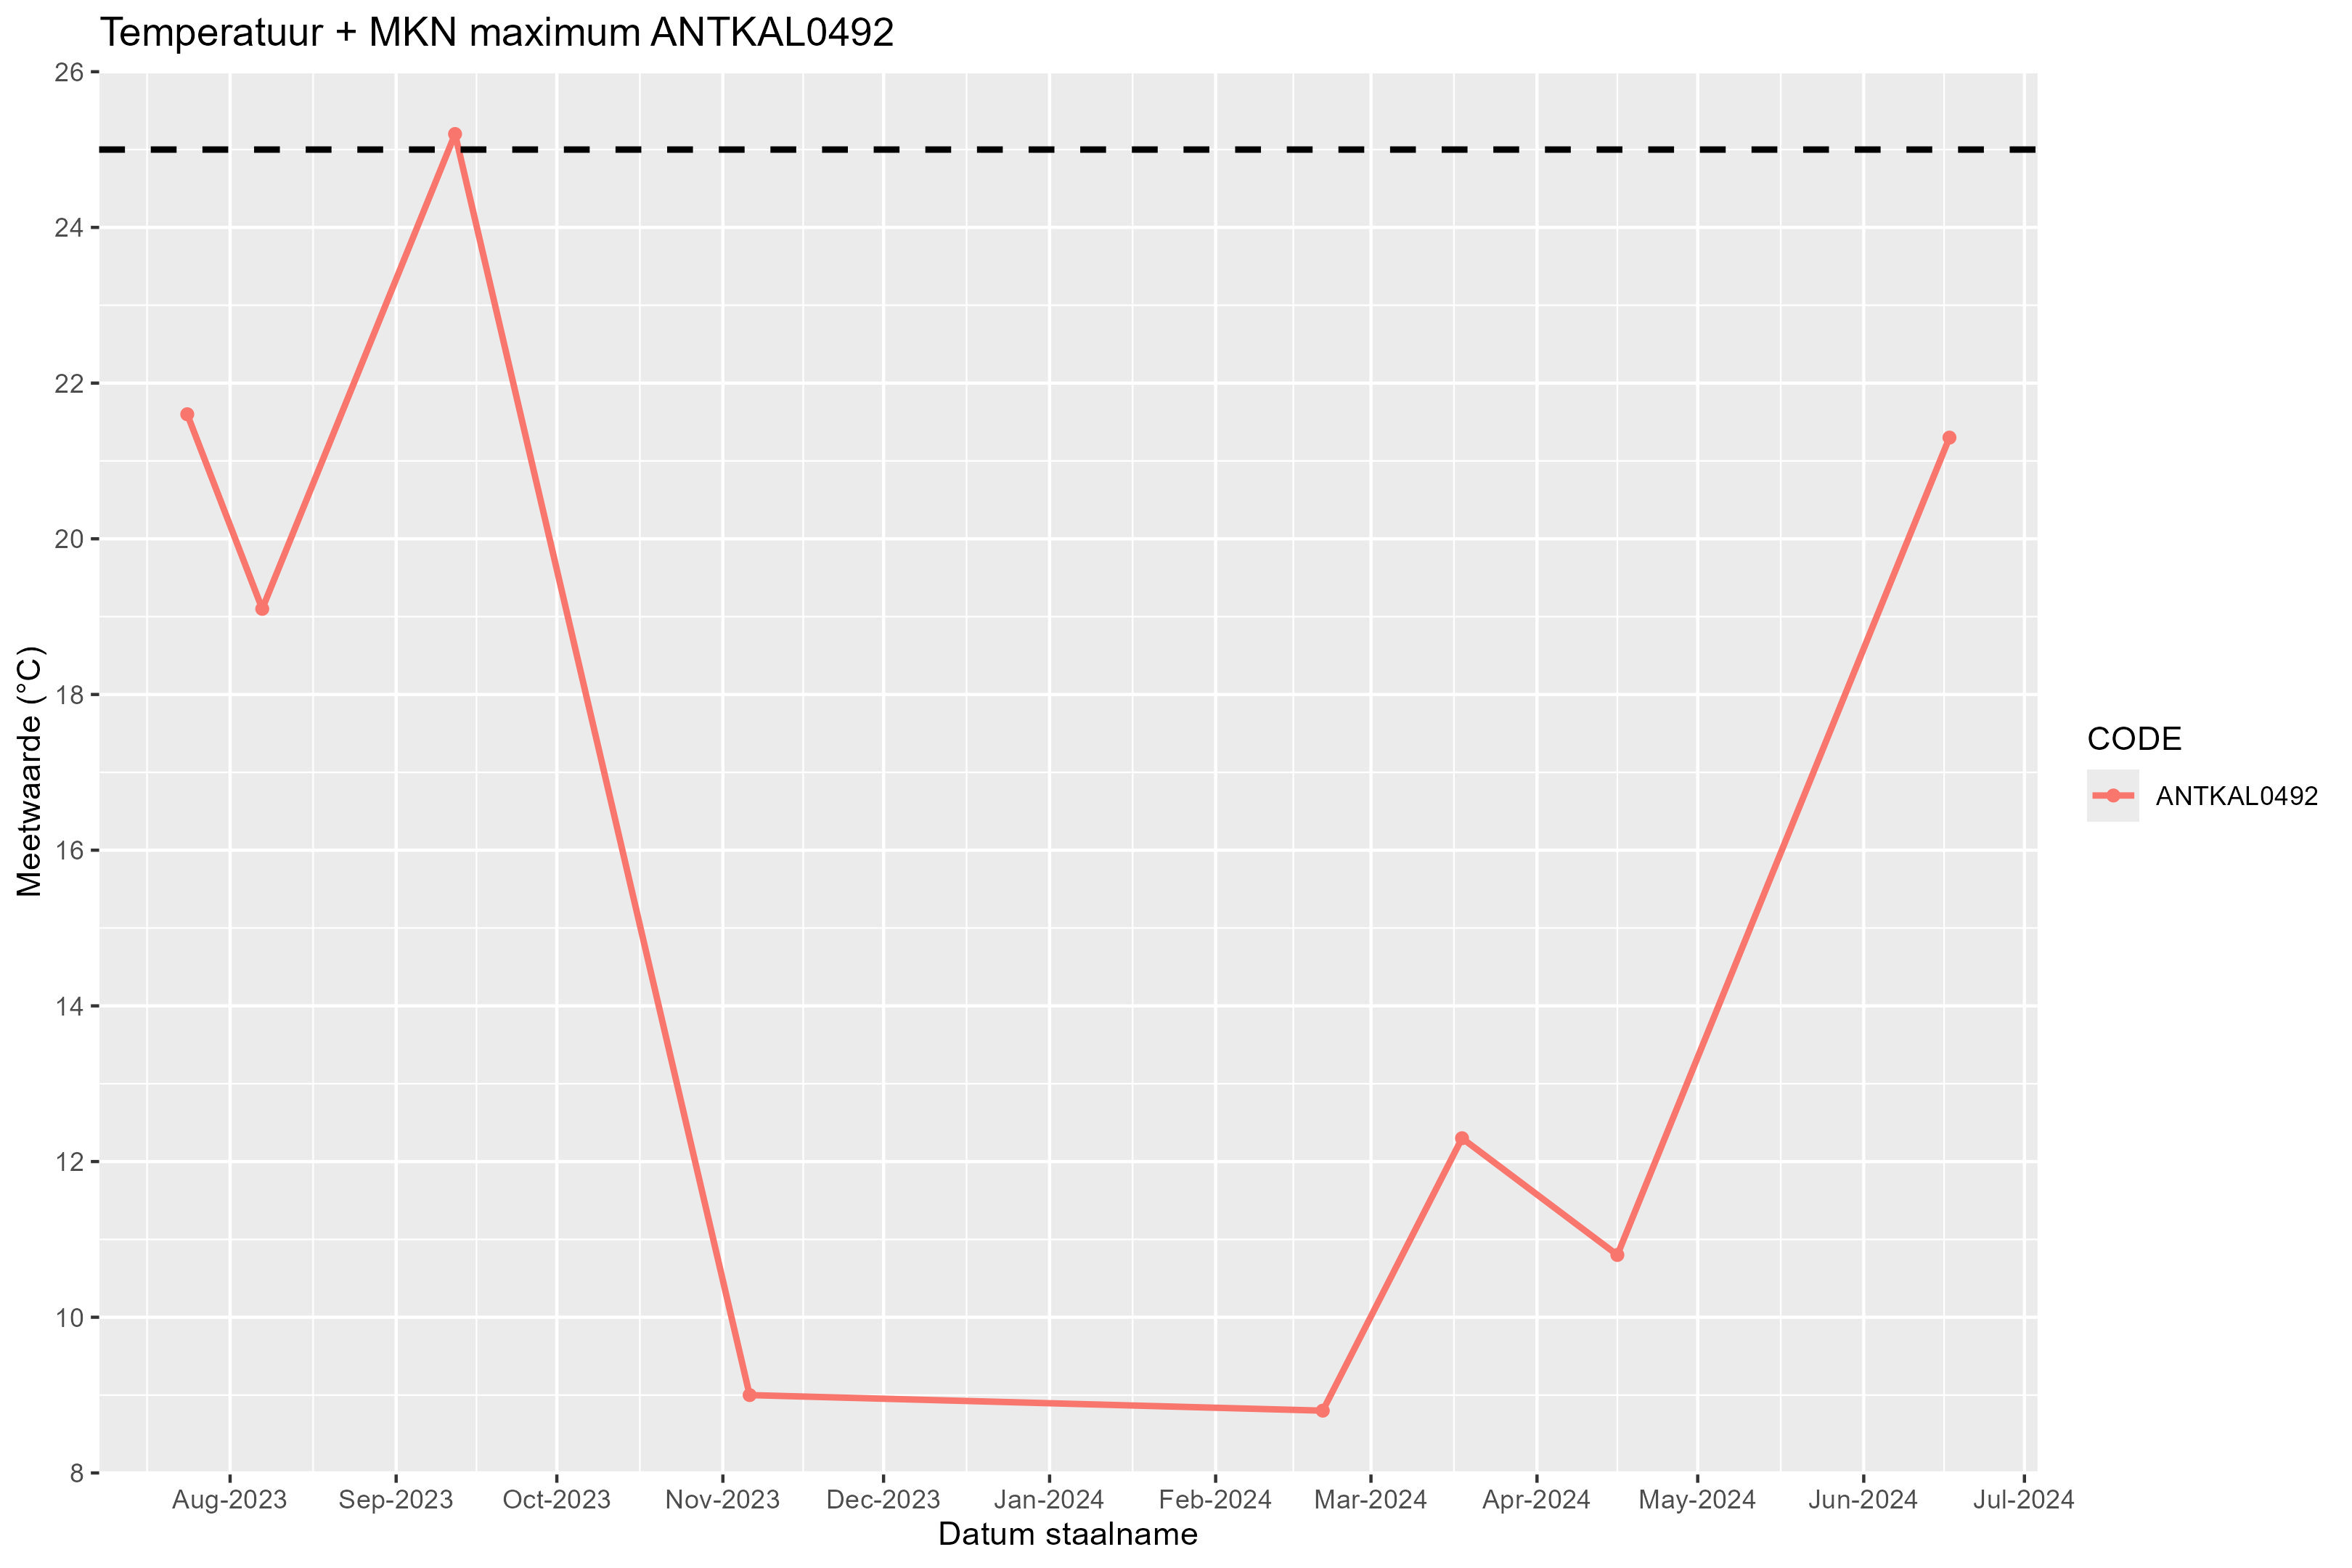 Temperatuur + MKN maximum ANTKAL0492
26
24
22
20
18
16
14
12
10
8
Meetwaarde (°C)
Aug-2023 Sep-2023 Oct-2023 Nov-2023 Dec-2023 Jan-2024 Feb-2024 Mar-2024 Apr-2024 May-2024 Jun-2024 Jul-2024
Datum staalname
CODE
ANTKAL0492